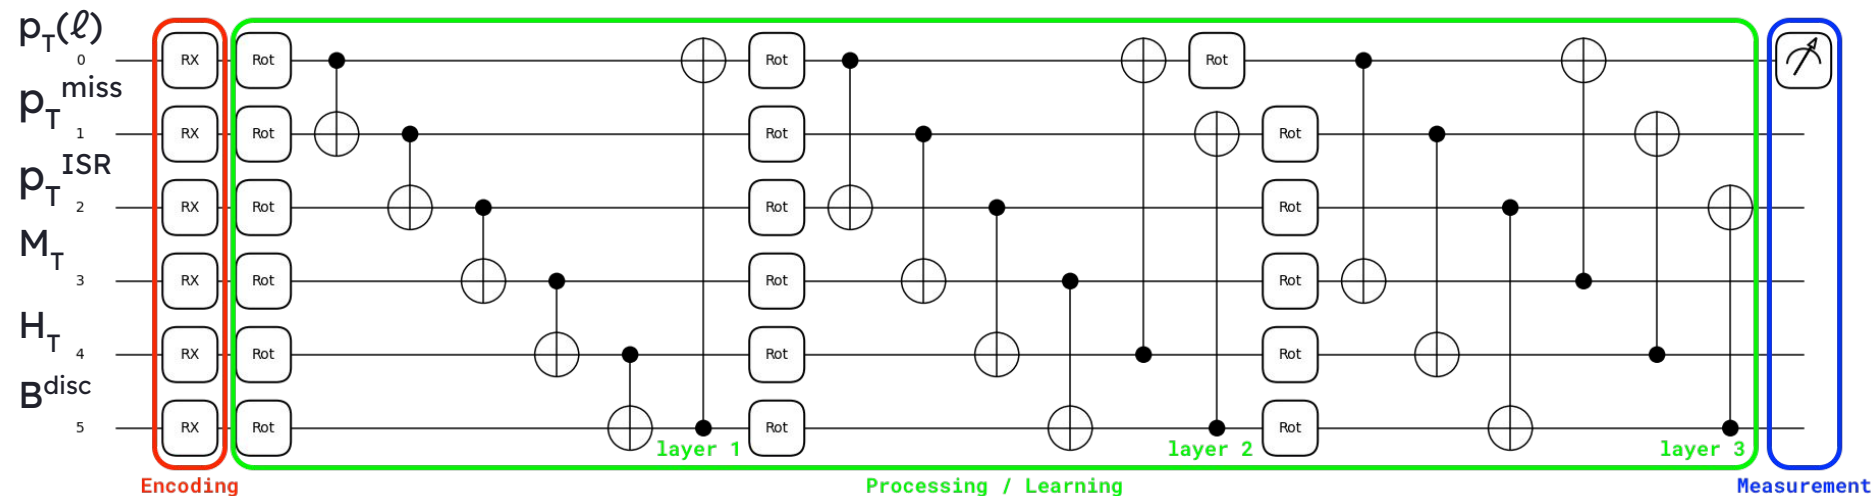 p_T(ℓ)
0 RX Rot Rot Rot
p_T^miss
1 RX Rot Rot Rot
p_T^ISR
2 RX Rot Rot Rot
M_T
3 RX Rot Rot Rot
H_T
4 RX Rot Rot Rot
B^disc
5 RX Rot Rot Rot
layer 1 layer 2 layer 3
Encoding Processing / Learning Measurement